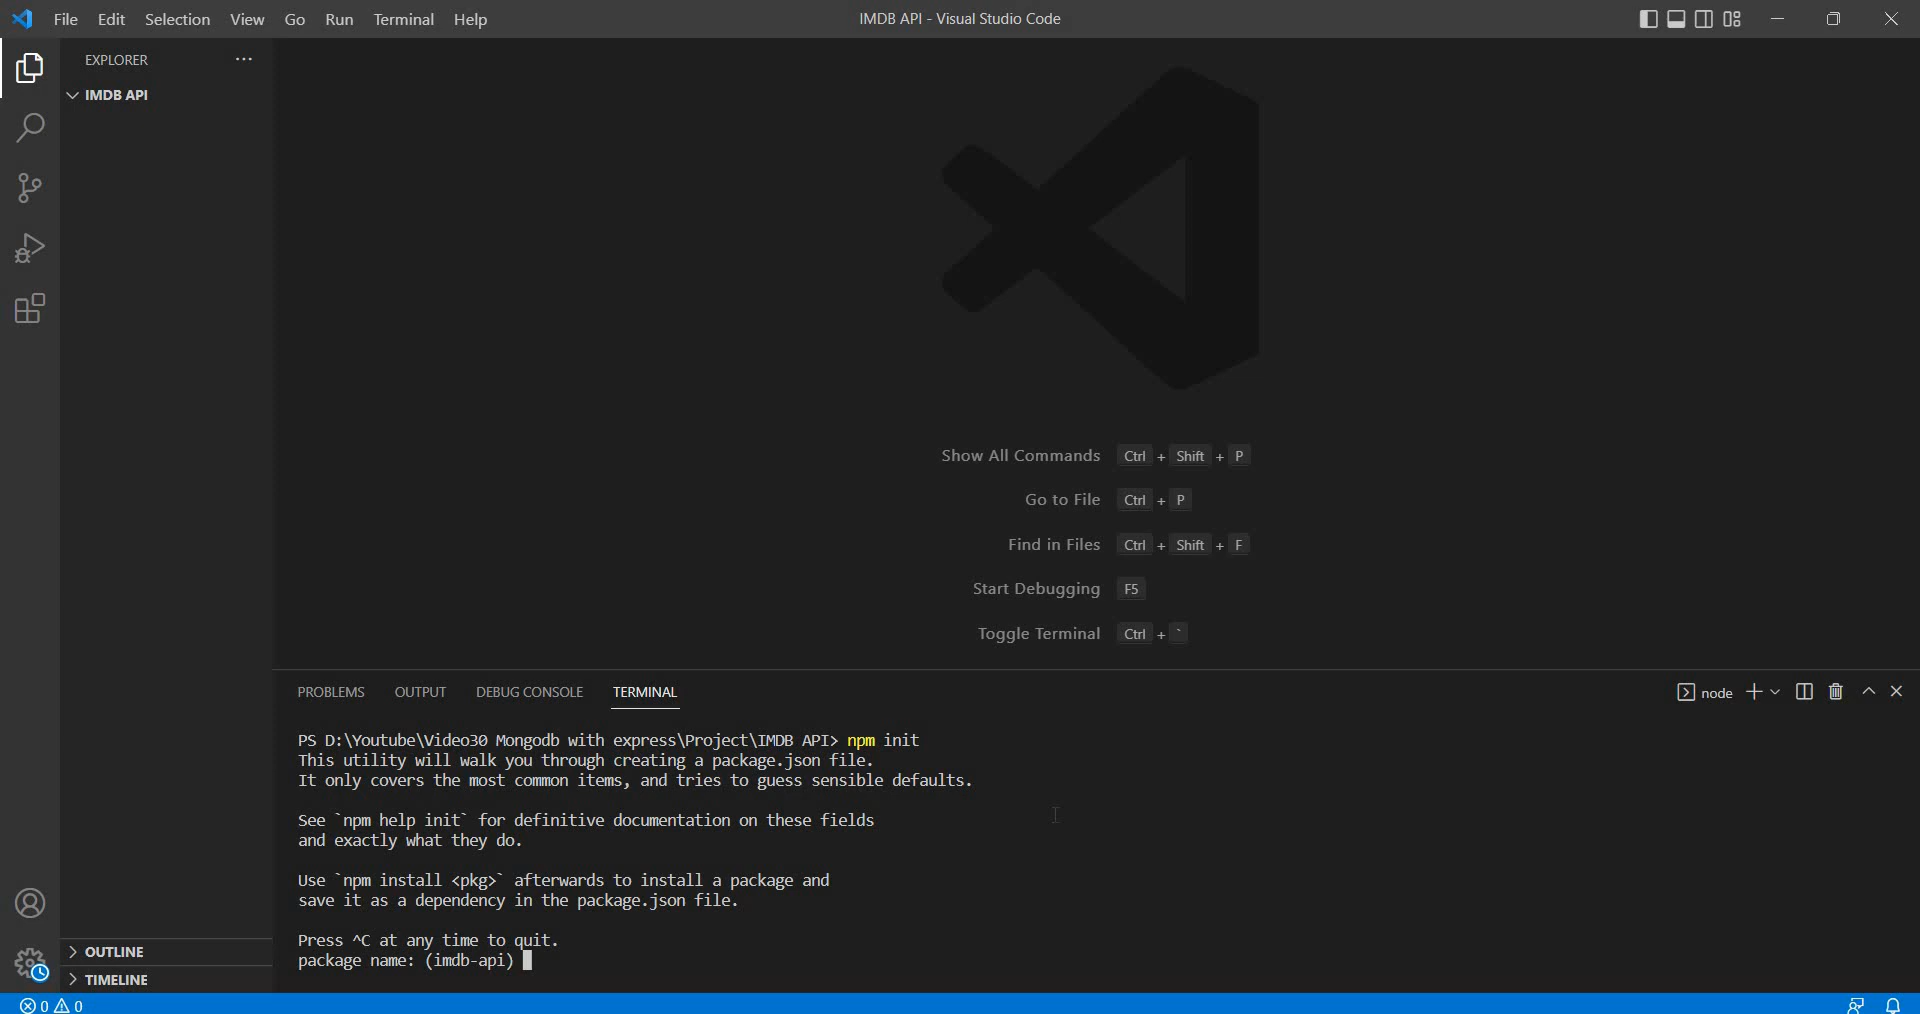 File Edit Selection View Go Run Terminal Help
IMDB API - Visual Studio Code
EXPLORER
IMDB API
Show All Commands Ctrl + Shift + P
Go to File Ctrl + P
Find in Files Ctrl + Shift + F
Start Debugging F5
Toggle Terminal Ctrl + `
PROBLEMS OUTPUT DEBUG CONSOLE TERMINAL
node
PS D:\Youtube\Video30 Mongodb with express\Project\IMDB API> npm init
This utility will walk you through creating a package.json file.
It only covers the most common items, and tries to guess sensible defaults.
See `npm help init` for definitive documentation on these fields
and exactly what they do.
Use `npm install <pkg>` afterwards to install a package and
save it as a dependency in the package.json file.
Press ^C at any time to quit.
package name: (imdb-api)
OUTLINE
TIMELINE
0 0